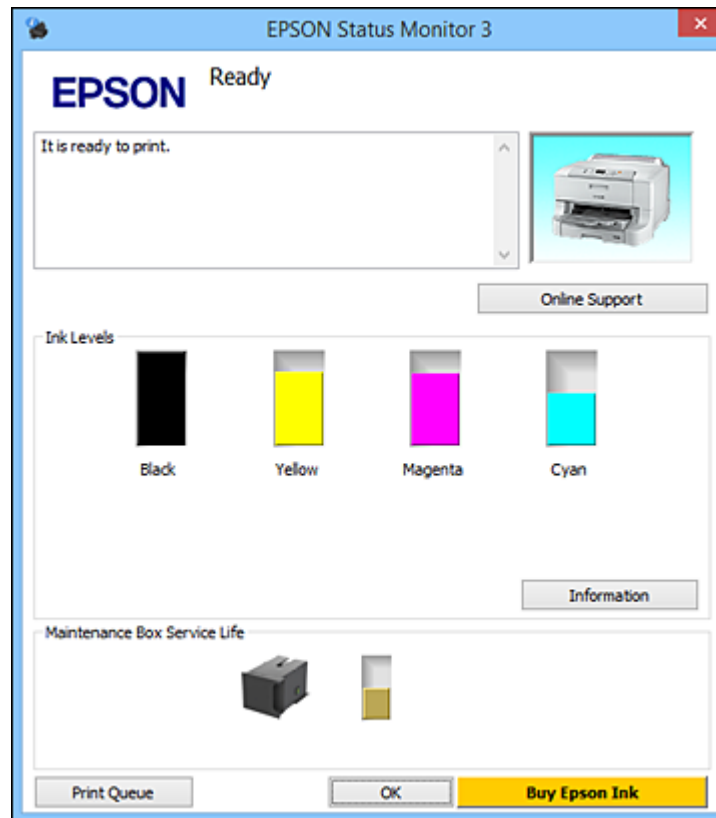 EPSON Status Monitor 3
EPSON
Ready
It is ready to print.
Online Support
Ink Levels
Black Yellow Magenta Cyan
Information
Maintenance Box Service Life
Print Queue OK Buy Epson Ink